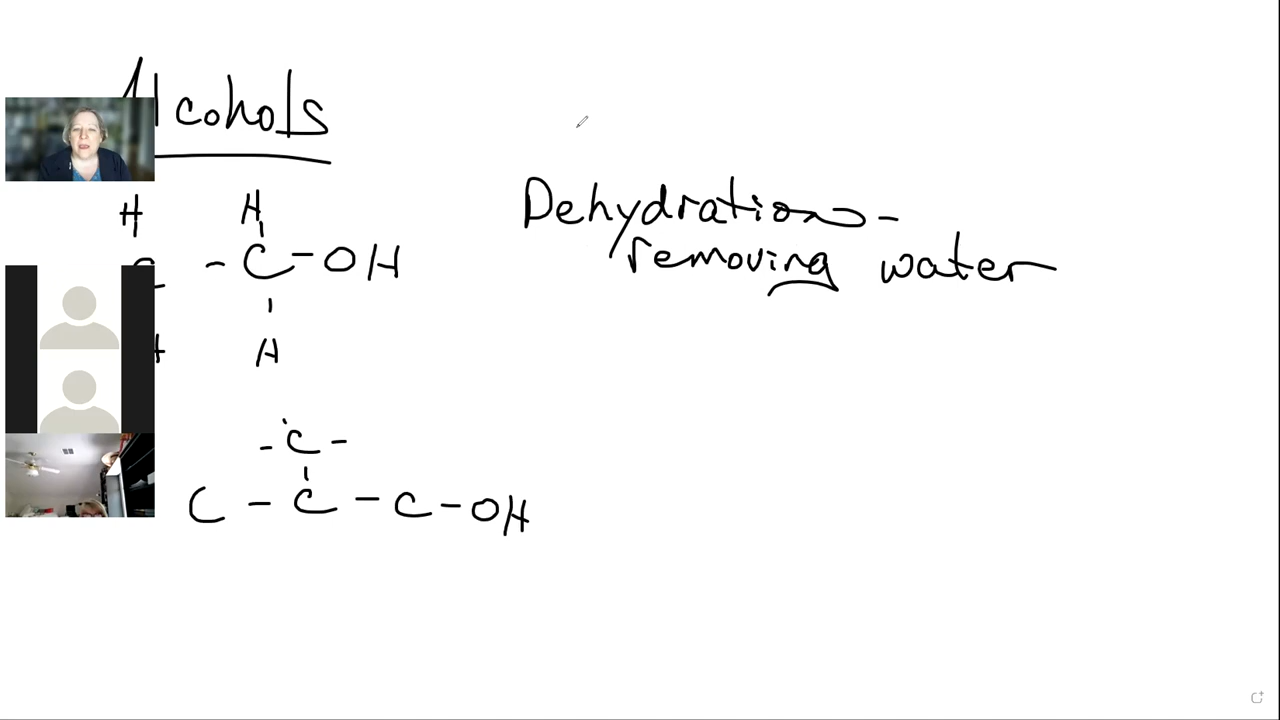 Alcohols
H H
C - C - OH
H H
Dehydration -
removing water
- C -
C - C - C - OH